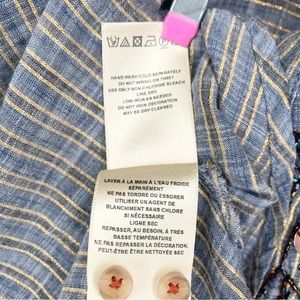 HAND WASH COLD SEPARATELY
DO NOT WRING OR TWIST
USE ONLY NON-CHLORINE BLEACH
LINE DRY
LOW IRON AS NEEDED
DO NOT IRON DECORATION
MAY BE DRY CLEANED
LAVER À LA MAIN À L'EAU FROIDE
SÉPARÉMENT
NE PAS TORDRE OU ESSORER
UTILISER UN AGENT DE
BLANCHIMENT SANS CHLORE
SI NÉCESSAIRE
LIGNE SEC
REPASSER, AU BESOIN, À TRÈS
BASSE TEMPÉRATURE
NE PAS REPASSER LA DÉCORATION.
PEUT-ÊTRE ÊTRE NETTOYÉ SEC